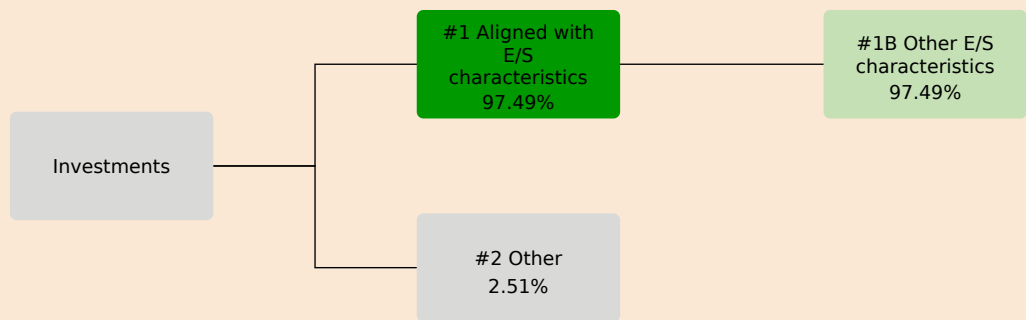 #1 Aligned with
E/S
characteristics
97.49%
#1B Other E/S
characteristics
97.49%
Investments
#2 Other
2.51%